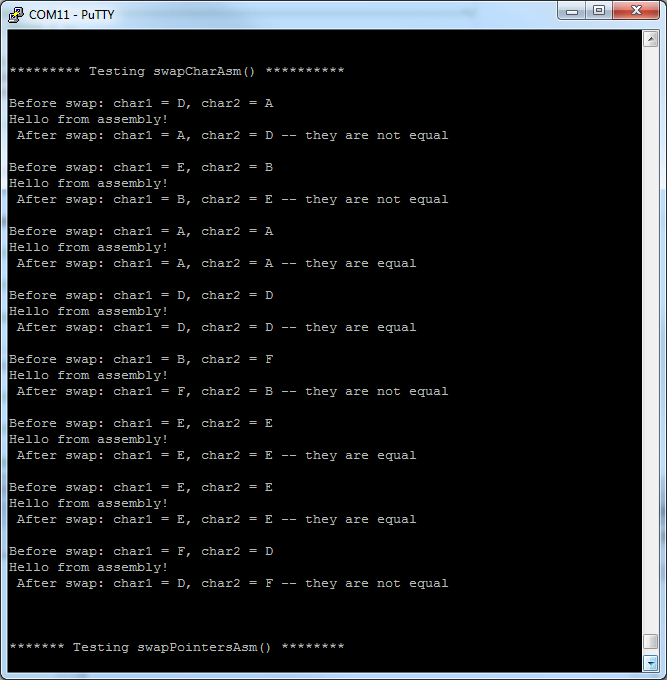 COM11 - PuTTY
********* Testing swapCharAsm() **********
Before swap: char1 = D, char2 = A
Hello from assembly!
After swap: char1 = A, char2 = D -- they are not equal
Before swap: char1 = E, char2 = B
Hello from assembly!
After swap: char1 = B, char2 = E -- they are not equal
Before swap: char1 = A, char2 = A
Hello from assembly!
After swap: char1 = A, char2 = A -- they are equal
Before swap: char1 = D, char2 = D
Hello from assembly!
After swap: char1 = D, char2 = D -- they are equal
Before swap: char1 = B, char2 = F
Hello from assembly!
After swap: char1 = F, char2 = B -- they are not equal
Before swap: char1 = E, char2 = E
Hello from assembly!
After swap: char1 = E, char2 = E -- they are equal
Before swap: char1 = E, char2 = E
Hello from assembly!
After swap: char1 = E, char2 = E -- they are equal
Before swap: char1 = F, char2 = D
Hello from assembly!
After swap: char1 = D, char2 = F -- they are not equal
******* Testing swapPointersAsm() ********